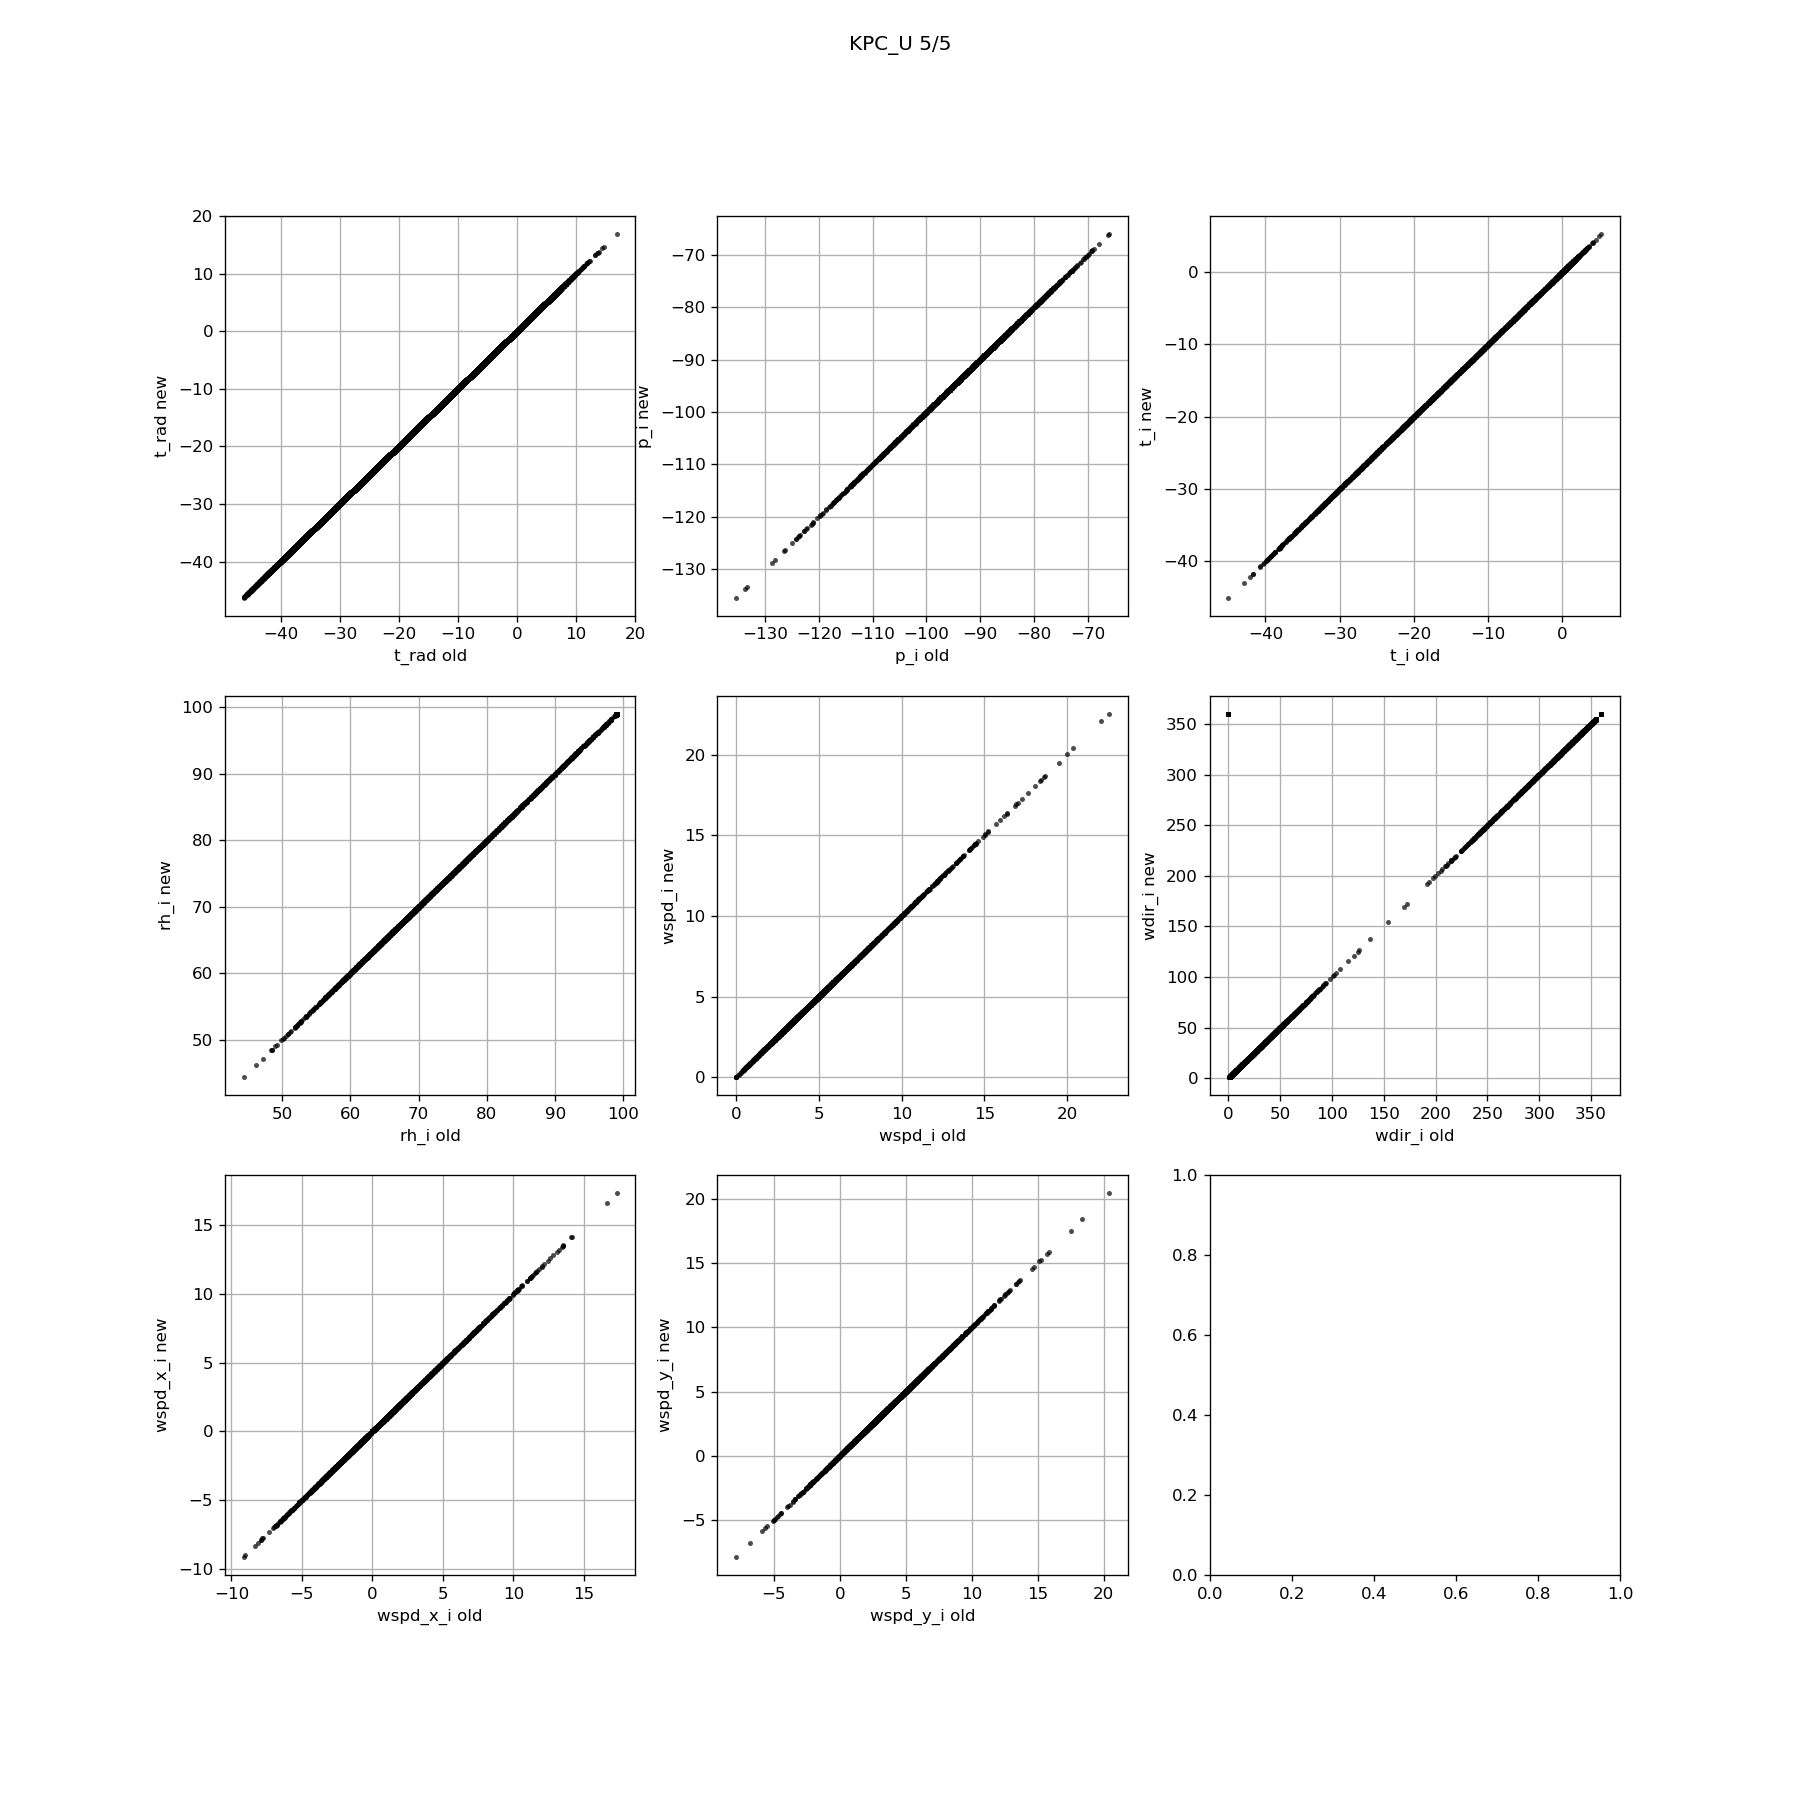 KPC_U 5/5
20
10
0
−10
−20
−30
−40
t_rad new
−40 −30 −20 −10 0 10 20
t_rad old
−70
−80
−90
−100
−110
−120
−130
p_i new
−130 −120 −110 −100 −90 −80 −70
p_i old
0
−10
−20
−30
−40
t_i new
−40 −30 −20 −10 0
t_i old
100
90
80
70
60
50
rh_i new
50 60 70 80 90 100
rh_i old
20
15
10
5
0
wspd_i new
0 5 10 15 20
wspd_i old
350
300
250
200
150
100
50
0
wdir_i new
0 50 100 150 200 250 300 350
wdir_i old
15
10
5
0
−5
−10
wspd_x_i new
−10 −5 0 5 10 15
wspd_x_i old
20
15
10
5
0
−5
wspd_y_i new
−5 0 5 10 15 20
wspd_y_i old
1.0
0.8
0.6
0.4
0.2
0.0
0.0 0.2 0.4 0.6 0.8 1.0